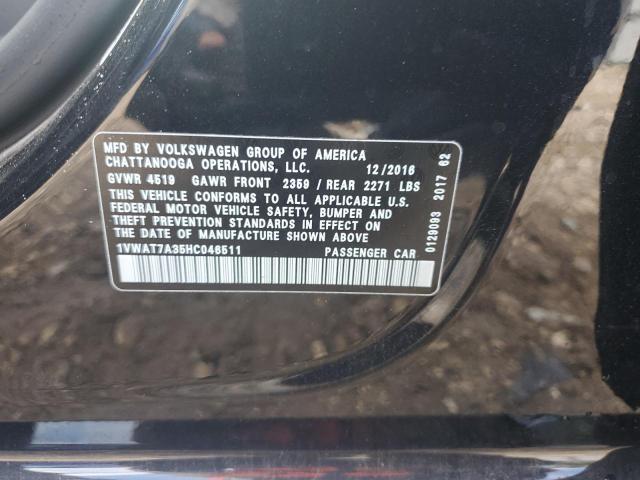 MFD BY VOLKSWAGEN GROUP OF AMERICA
CHATTANOOGA OPERATIONS, LLC. 12/2016
GVWR 4519 GAWR FRONT 2359 / REAR 2271 LBS
THIS VEHICLE CONFORMS TO ALL APPLICABLE U.S.
FEDERAL MOTOR VEHICLE SAFETY, BUMPER AND
THEFT PREVENTION STANDARDS IN EFFECT ON
THE DATE OF MANUFACTURE SHOWN ABOVE
1VWAT7A35HC046511 PASSENGER CAR
0129093 2017 62